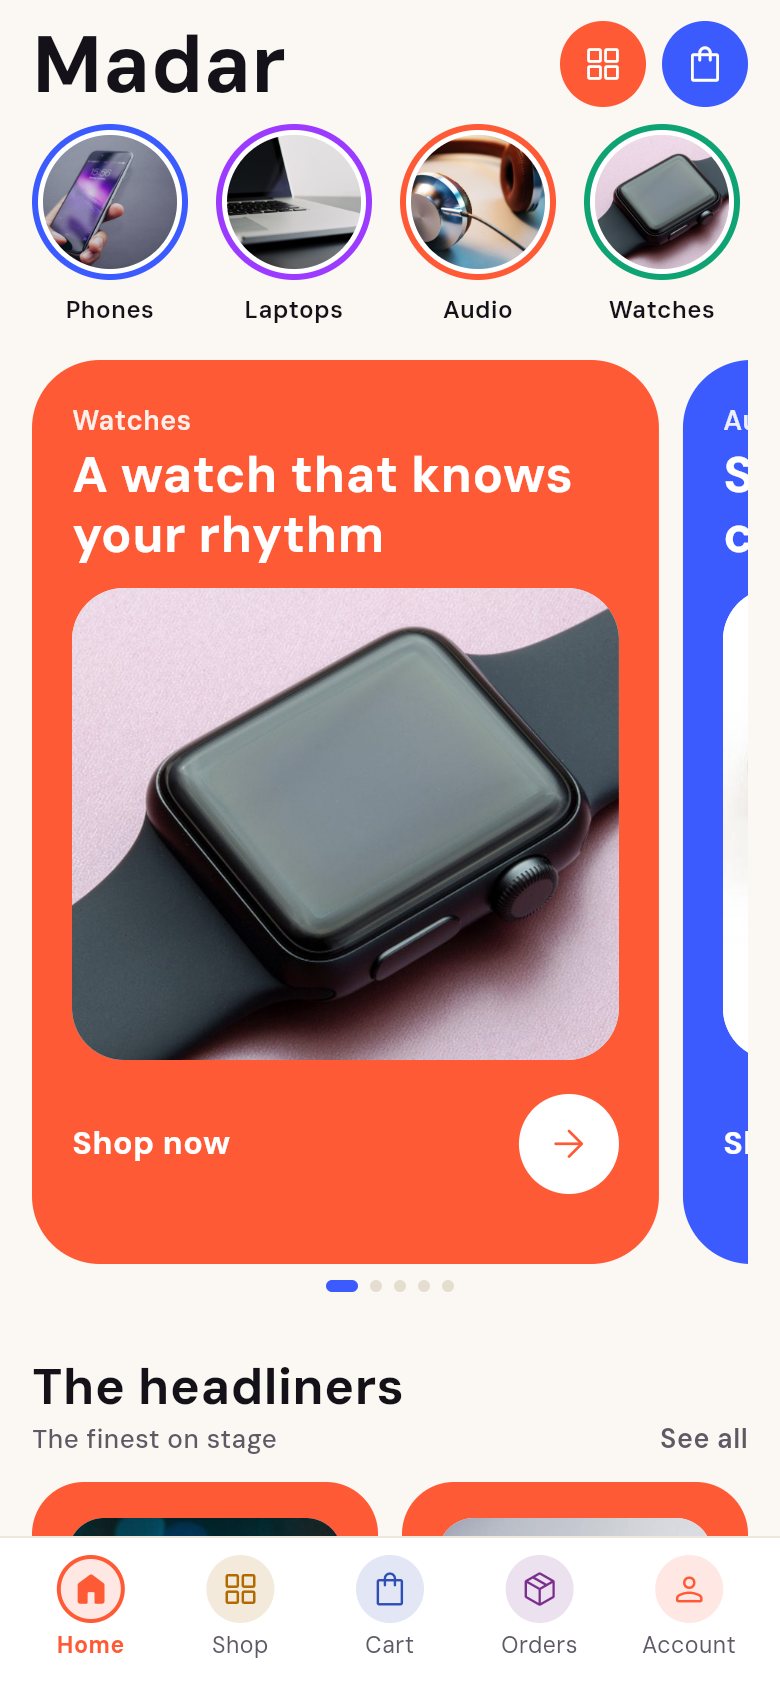 Madar
Phones
Laptops
Audio
Watches
Watches
A watch that knows
your rhythm
Shop now
The headliners
The finest on stage
See all
Home
Shop
Cart
Orders
Account